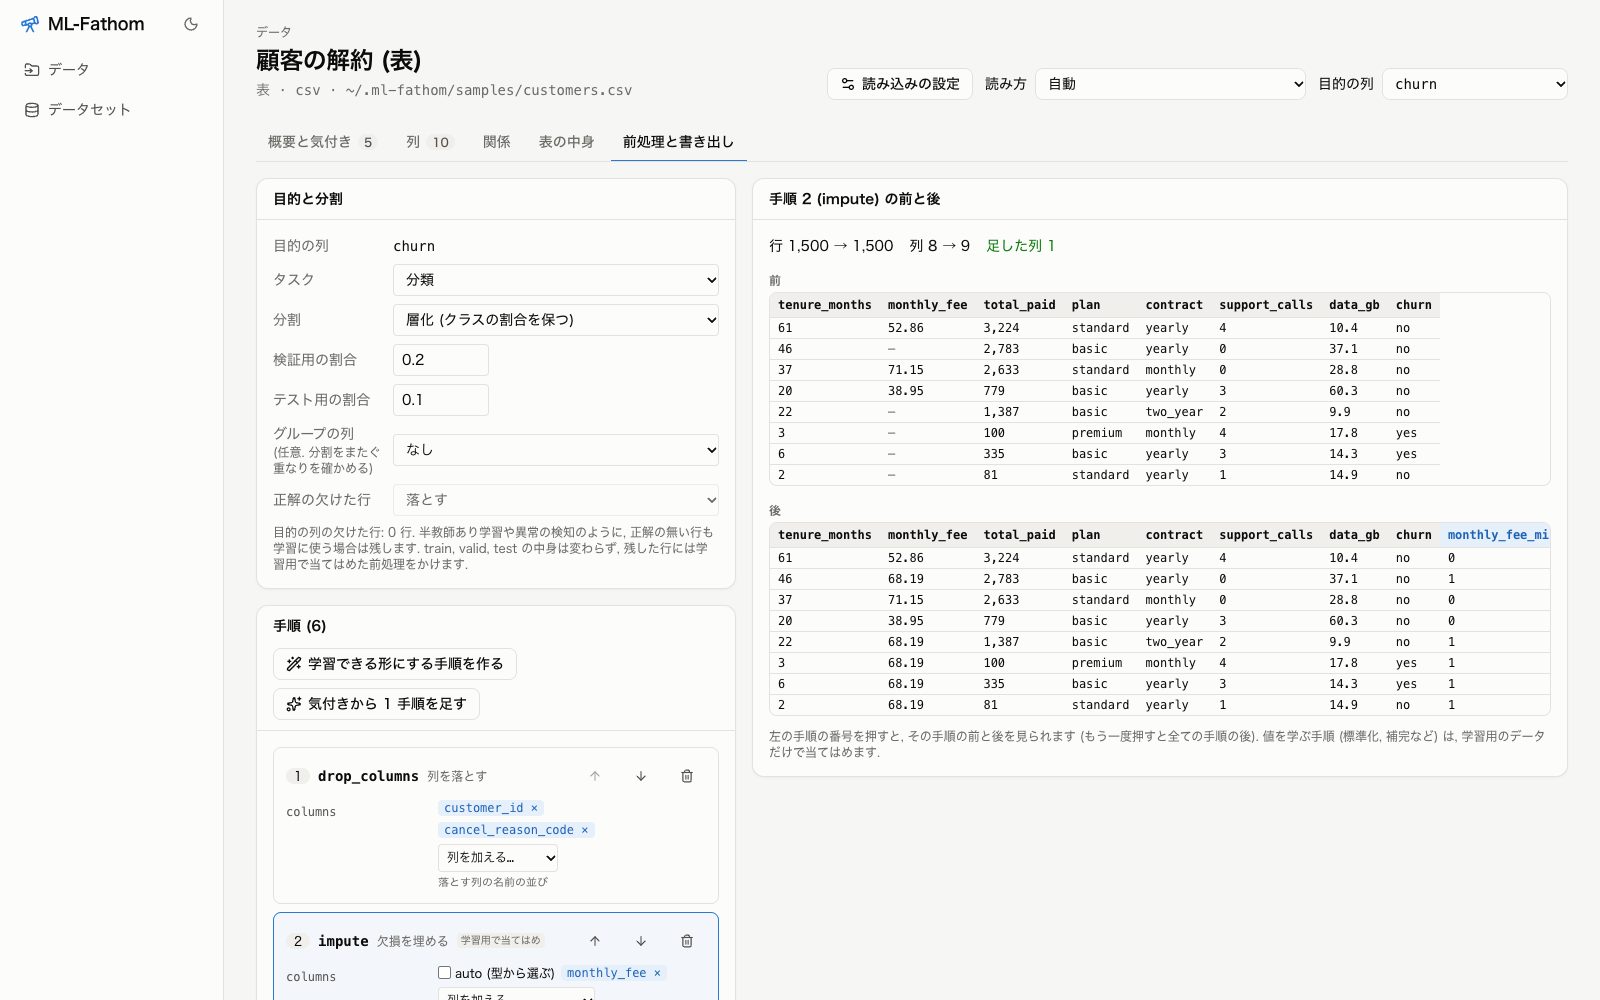 ML-Fathom
データ
データセット
データ
顧客の解約 (表)
表 · csv · ~/.ml-fathom/samples/customers.csv
読み込みの設定 読み方 自動 目的の列 churn
概要と気付き 5 列 10 関係 表の中身 前処理と書き出し
目的と分割
目的の列 churn
タスク 分類
分割 層化 (クラスの割合を保つ)
検証用の割合 0.2
テスト用の割合 0.1
グループの列
(任意. 分割をまたぐ
重なりを確かめる)
なし
正解の欠けた行 落とす
目的の列の欠けた行: 0 行. 半教師あり学習や異常の検知のように, 正解の無い行も
学習に使う場合は残します. train, valid, test の中身は変わらず, 残した行には学
習用で当てはめた前処理をかけます.
手順 (6)
学習できる形にする手順を作る
気付きから 1 手順を足す
1 drop_columns 列を落とす ↑ ↓
columns customer_id ×
cancel_reason_code ×
列を加える...
落とす列の名前の並び
2 impute 欠損を埋める 学習用で当てはめ ↑ ↓
columns auto (型から選ぶ) monthly_fee ×
列を加える...
手順 2 (impute) の前と後
行 1,500 → 1,500 列 8 → 9 足した列 1
前
tenure_months monthly_fee total_paid plan contract support_calls data_gb churn
61 52.86 3,224 standard yearly 4 10.4 no
46 — 2,783 basic yearly 0 37.1 no
37 71.15 2,633 standard monthly 0 28.8 no
20 38.95 779 basic yearly 3 60.3 no
22 — 1,387 basic two_year 2 9.9 no
3 — 100 premium monthly 4 17.8 yes
6 — 335 basic yearly 3 14.3 yes
2 — 81 standard yearly 1 14.9 no
後
tenure_months monthly_fee total_paid plan contract support_calls data_gb churn monthly_fee_mi
61 52.86 3,224 standard yearly 4 10.4 no 0
46 68.19 2,783 basic yearly 0 37.1 no 1
37 71.15 2,633 standard monthly 0 28.8 no 0
20 38.95 779 basic yearly 3 60.3 no 0
22 68.19 1,387 basic two_year 2 9.9 no 1
3 68.19 100 premium monthly 4 17.8 yes 1
6 68.19 335 basic yearly 3 14.3 yes 1
2 68.19 81 standard yearly 1 14.9 no 1
左の手順の番号を押すと, その手順の前と後を見られます (もう一度押すと全ての手順の後). 値を学ぶ手順 (標準化, 補完など) は, 学習用のデータ
だけで当てはめます.